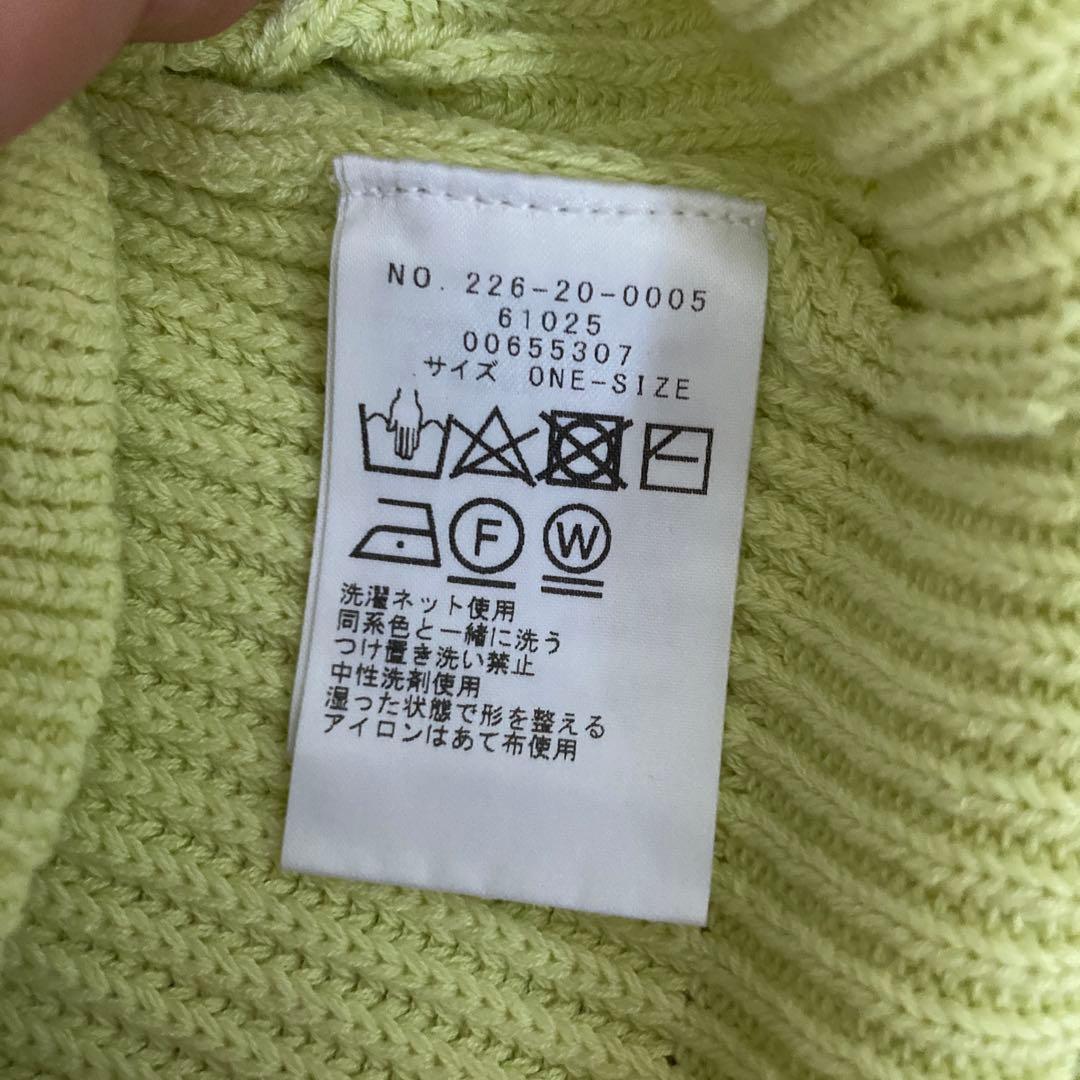 NO. 226-20-0005
61025
00655307
サイズ ONE-SIZE
F W
洗濯ネット使用
同系色と一緒に洗う
つけ置き洗い禁止
中性洗剤使用
湿った状態で形を整える
アイロンはあて布使用